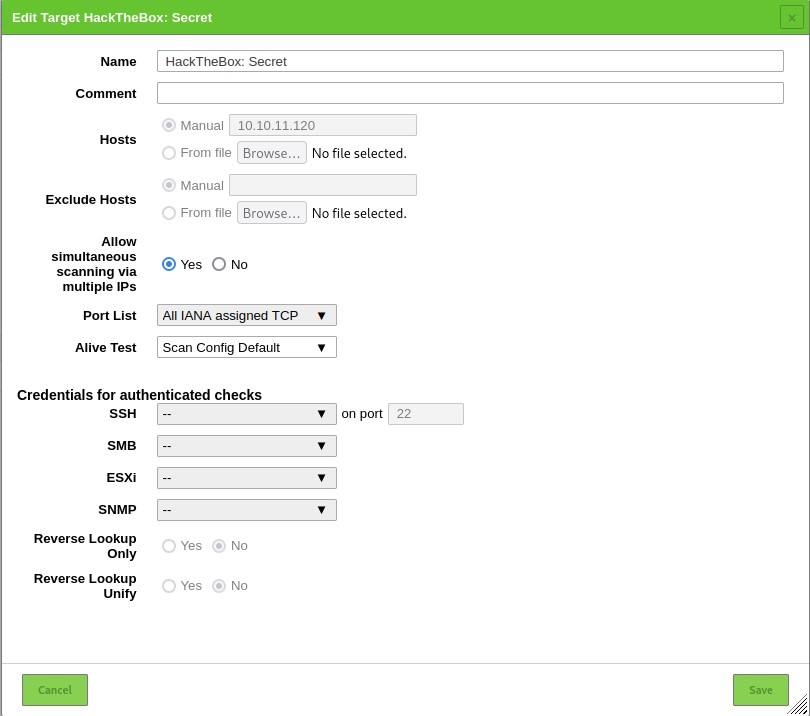 Edit Target HackTheBox: Secret ×
Name HackTheBox: Secret
Comment
Hosts
Manual 10.10.11.120
From file Browse... No file selected.
Exclude Hosts
Manual
From file Browse... No file selected.
Allow
simultaneous
scanning via
multiple IPs
Yes No
Port List All IANA assigned TCP ▼
Alive Test Scan Config Default ▼
Credentials for authenticated checks
SSH -- ▼ on port 22
SMB -- ▼
ESXi -- ▼
SNMP -- ▼
Reverse Lookup
Only
Yes No
Reverse Lookup
Unify
Yes No
Cancel Save